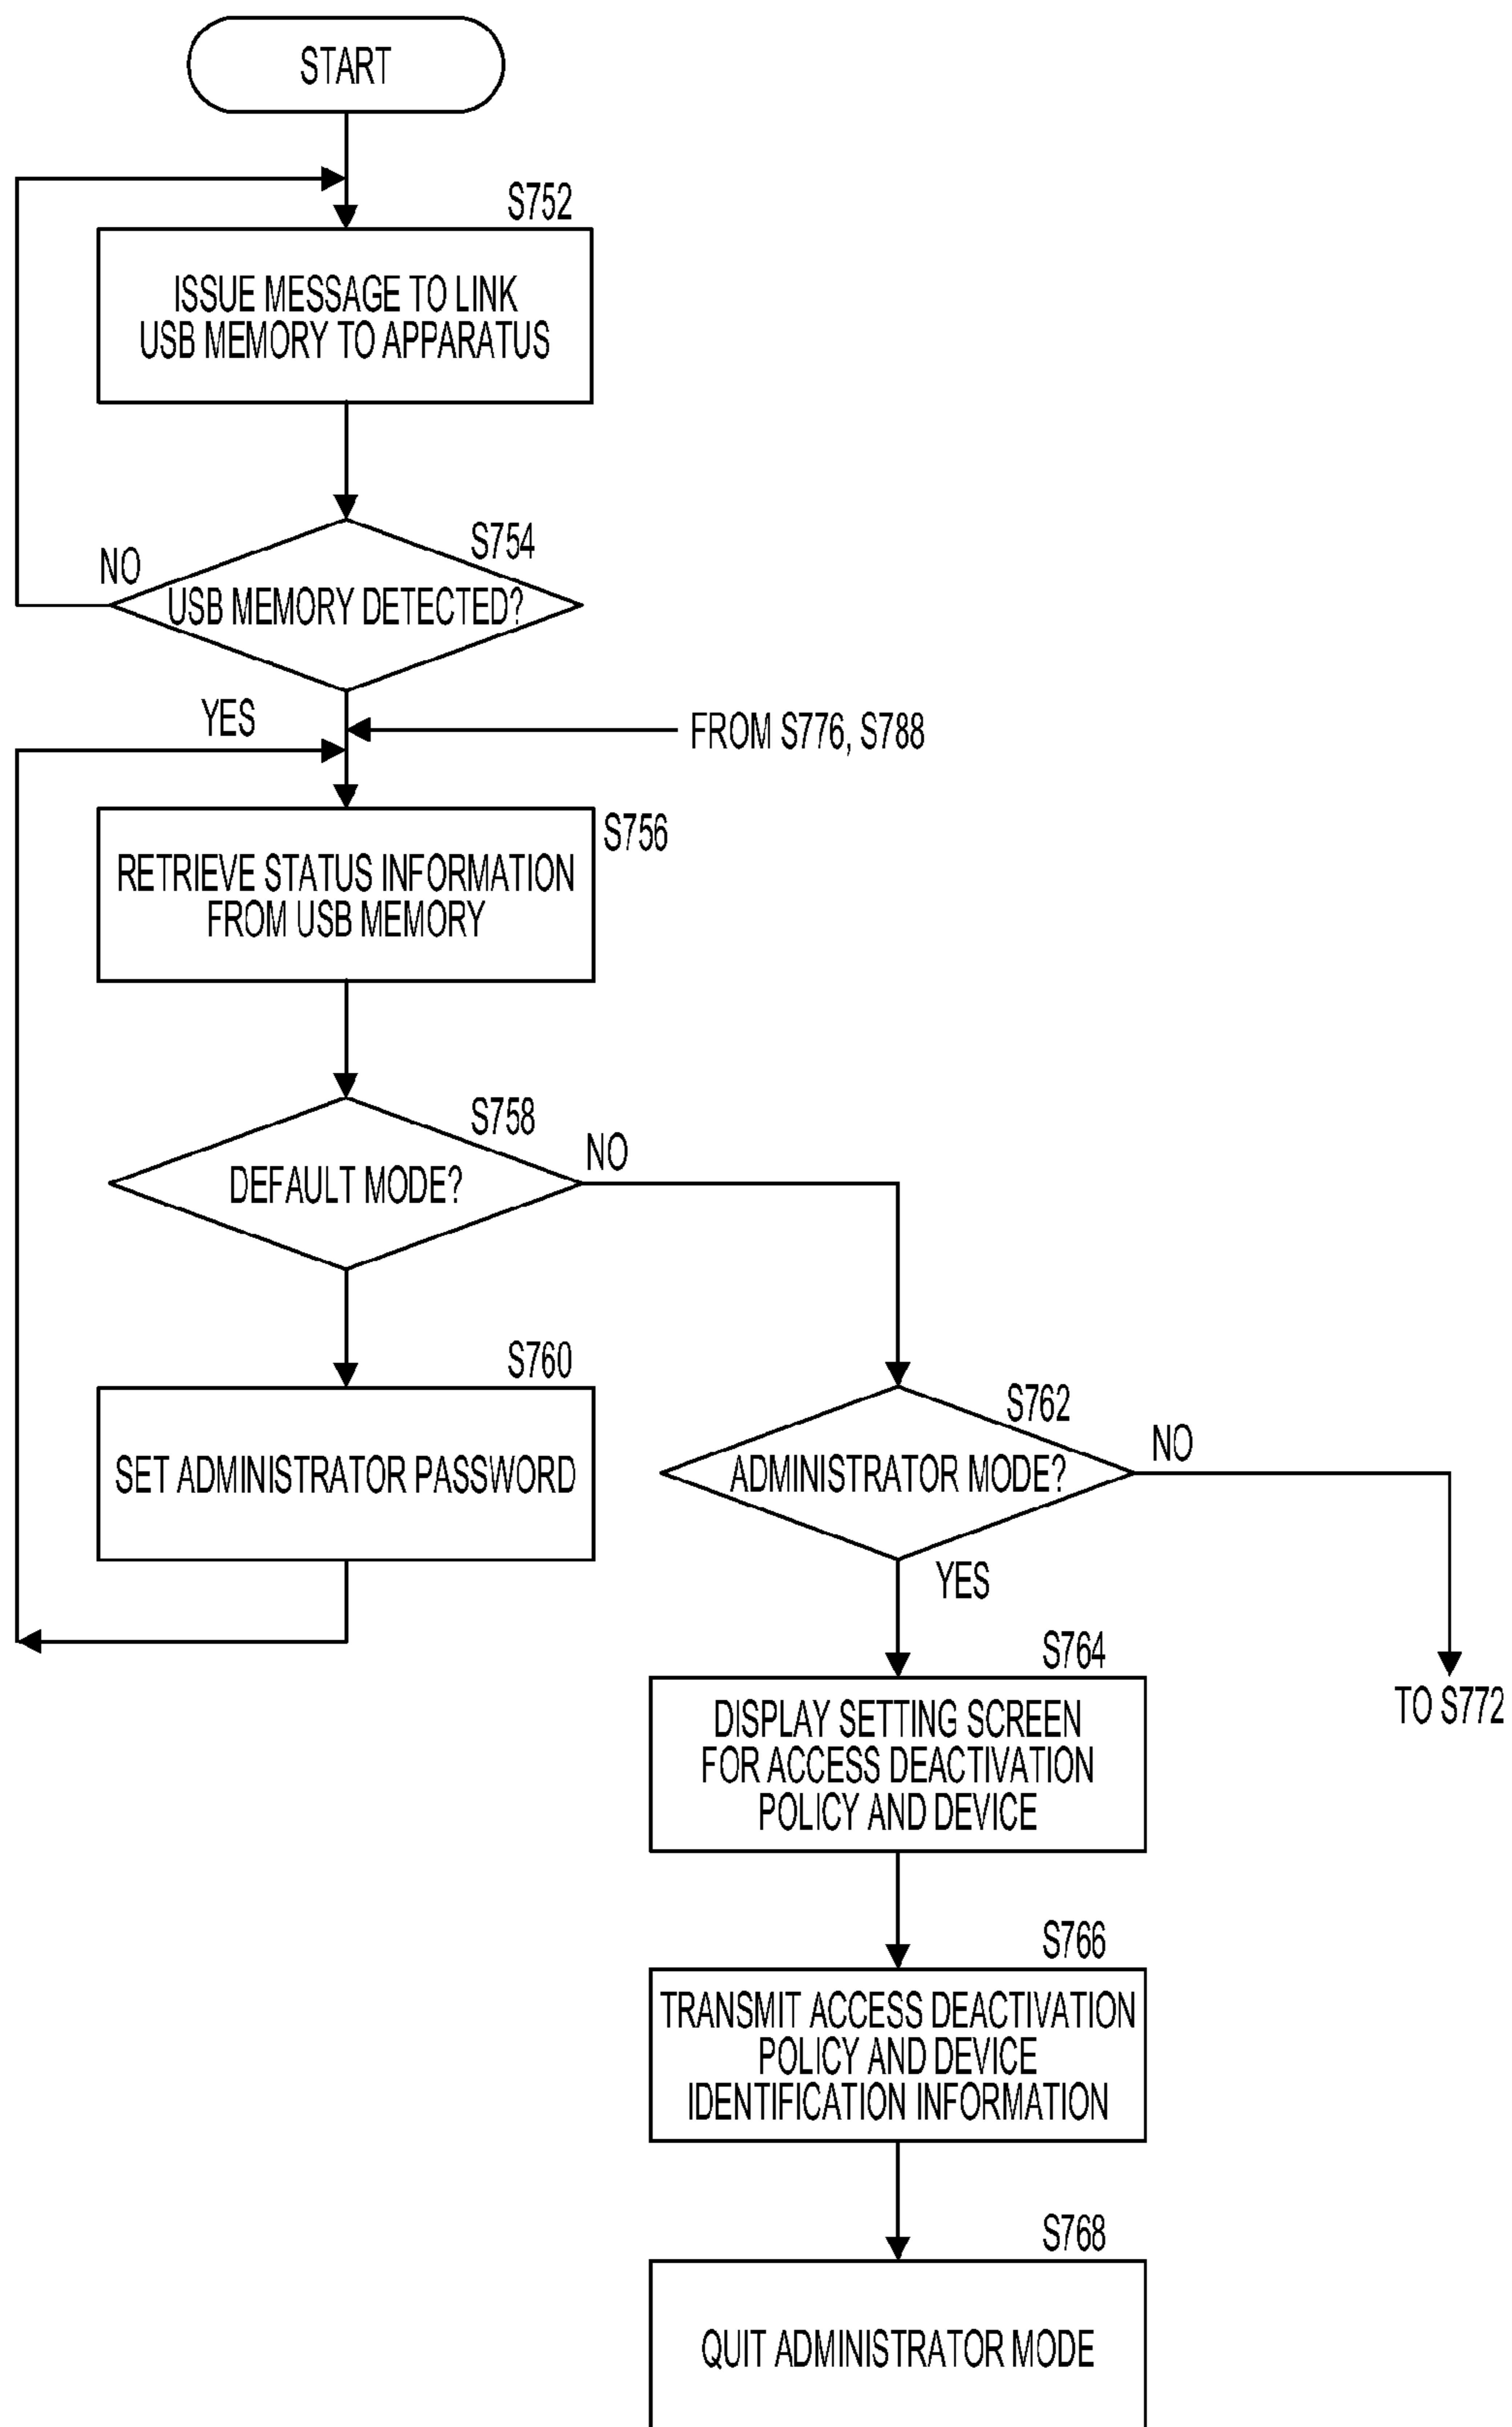 START
S752
ISSUE MESSAGE TO LINK
USB MEMORY TO APPARATUS
S754
NO
USB MEMORY DETECTED?
YES
FROM S776, S788
S756
RETRIEVE STATUS INFORMATION
FROM USB MEMORY
S758
NO
DEFAULT MODE?
S760
SET ADMINISTRATOR PASSWORD
S762
NO
ADMINISTRATOR MODE?
YES
S764
TO S772
DISPLAY SETTING SCREEN
FOR ACCESS DEACTIVATION
POLICY AND DEVICE
S766
TRANSMIT ACCESS DEACTIVATION
POLICY AND DEVICE
IDENTIFICATION INFORMATION
S768
QUIT ADMINISTRATOR MODE